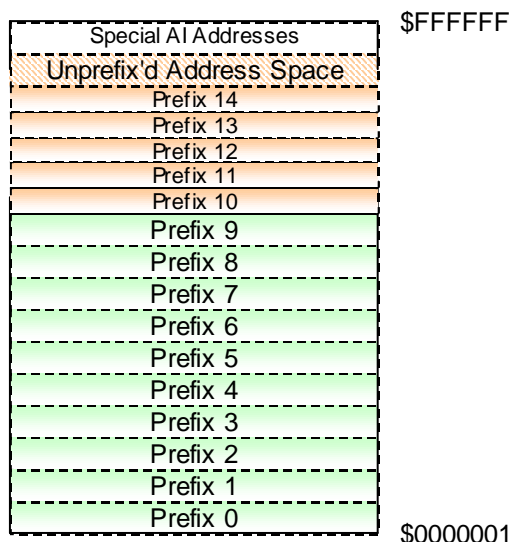 Special AI Addresses
$FFFFFF
Unprefix'd Address Space
Prefix 14
Prefix 13
Prefix 12
Prefix 11
Prefix 10
Prefix 9
Prefix 8
Prefix 7
Prefix 6
Prefix 5
Prefix 4
Prefix 3
Prefix 2
Prefix 1
Prefix 0
$0000001